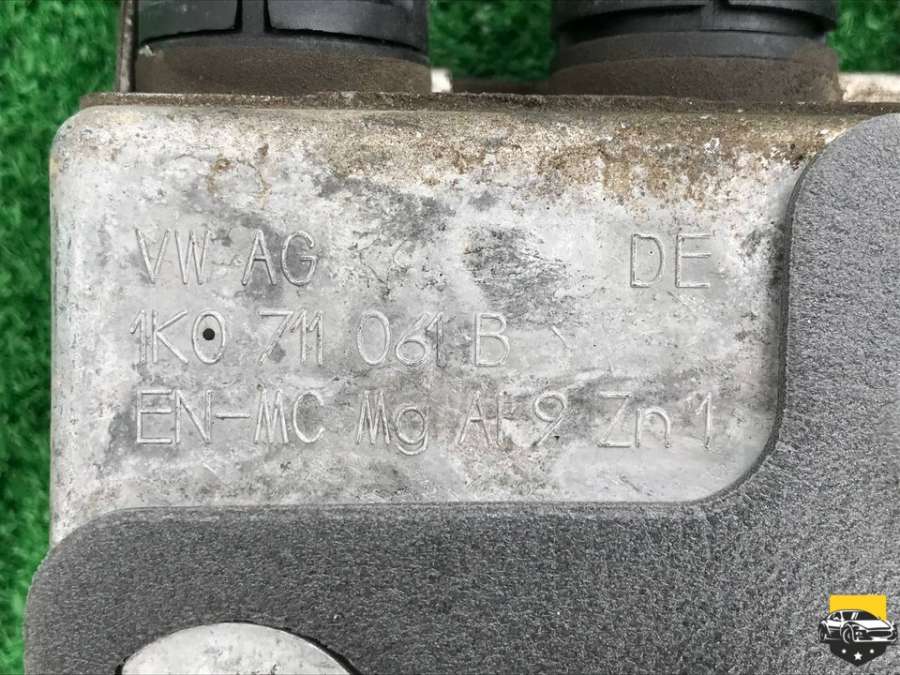 VW AG DE
1K0 711 061 B
EN-MC Mg Al 9 Zn 1